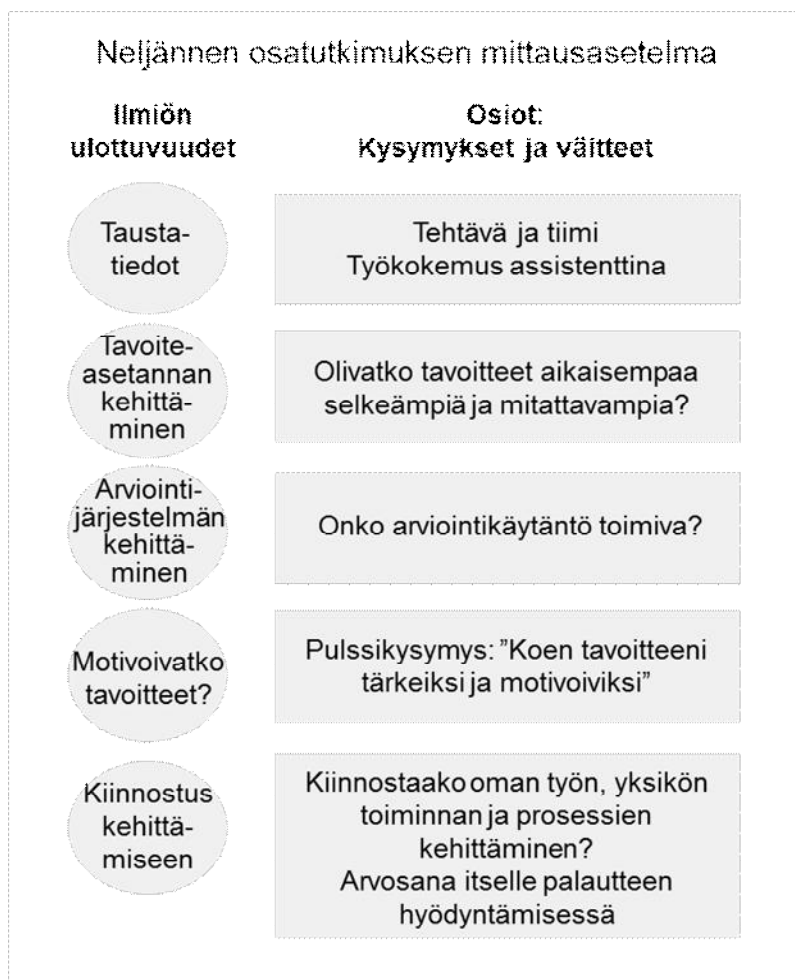 Neljännen osatutkimuksen mittausasetelma
Ilmiön
ulottuvuudet
Osiot:
Kysymykset ja väitteet
Tausta-
tiedot
Tehtävä ja tiimi
Työkokemus assistenttina
Tavoite-
asetannan
kehittä-
minen
Olivatko tavoitteet aikaisempaa
selkeämpiä ja mitattavampia?
Arviointi-
järjestelmän
kehittä-
minen
Onko arviointikäytäntö toimiva?
Motivoivatko
tavoitteet?
Pulssikysymys: ”Koen tavoitteeni
tärkeiksi ja motivoiviksi”
Kiinnostus
kehittä-
miseen
Kiinnostaako oman työn, yksikön
toiminnan ja prosessien
kehittäminen?
Arvosana itselle palautteen
hyödyntämisessä